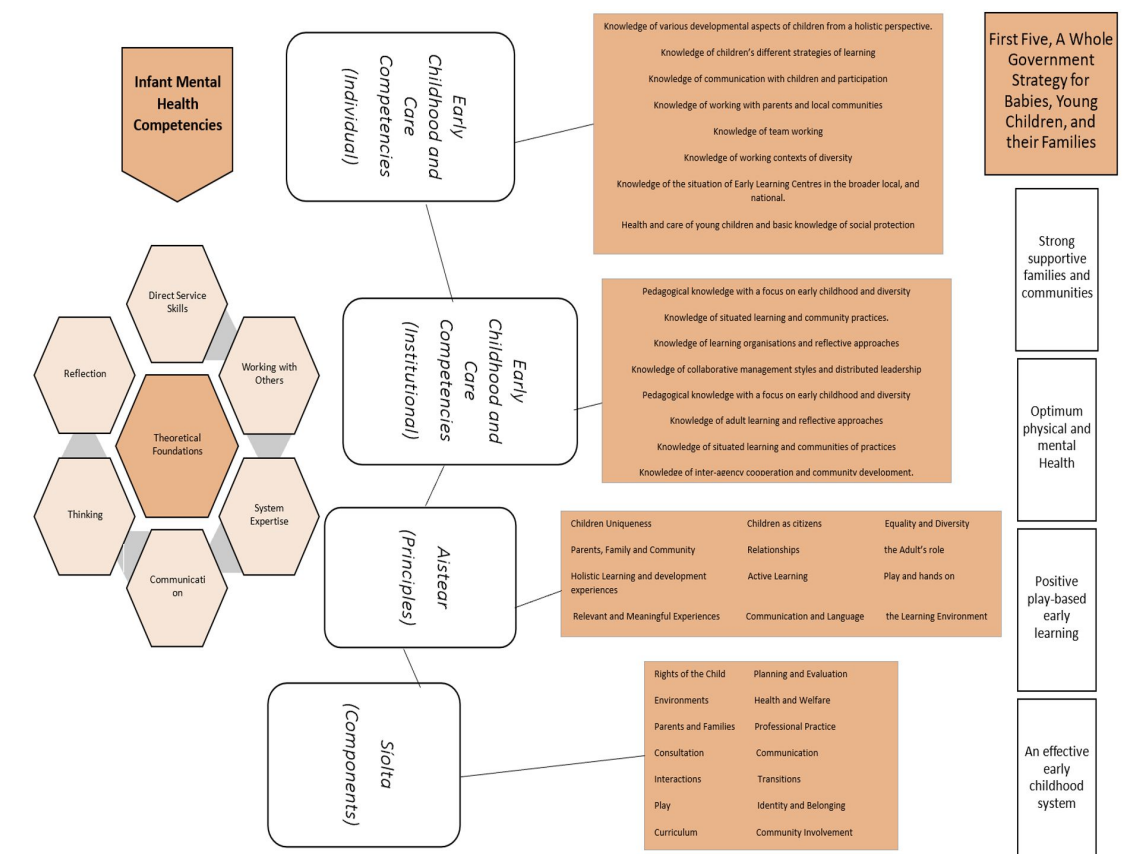 Infant Mental
Health
Competencies
Direct Service
Skills
Reflection
Working with
Others
Theoretical
Foundations
Thinking
System
Expertise
Communicati
on
Early
Childhood and
Care
Competencies
(Individual)
Knowledge of various developmental aspects of children from a holistic perspective.
Knowledge of children's different strategies of learning
Knowledge of communication with children and participation
Knowledge of working with parents and local communities
Knowledge of team working
Knowledge of working contexts of diversity
Knowledge of the situation of Early Learning Centres in the broader local, and
national.
Health and care of young children and basic knowledge of social protection
Early
Childhood and
Care
Competencies
(Institutional)
Pedagogical knowledge with a focus on early childhood and diversity
Knowledge of situated learning and community practices.
Knowledge of learning organisations and reflective approaches
Knowledge of collaborative management styles and distributed leadership
Pedagogical knowledge with a focus on early childhood and diversity
Knowledge of adult learning and reflective approaches
Knowledge of situated learning and communities of practices
Knowledge of inter-agency cooperation and community development.
Aistear
(Principles)
Children Uniqueness Children as citizens Equality and Diversity
Parents, Family and Community Relationships the Adult's role
Holistic Learning and development Active Learning Play and hands on
experiences
Relevant and Meaningful Experiences Communication and Language the Learning Environment
Síolta
(Components)
Rights of the Child Planning and Evaluation
Environments Health and Welfare
Parents and Families Professional Practice
Consultation Communication
Interactions Transitions
Play Identity and Belonging
Curriculum Community Involvement
First Five, A Whole
Government
Strategy for
Babies, Young
Children, and
their Families
Strong
supportive
families and
communities
Optimum
physical and
mental
Health
Positive
play-based
early
learning
An effective
early
childhood
system